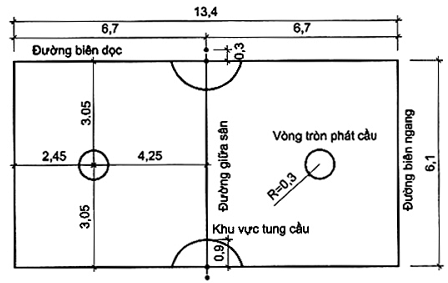 13,4
6,7
6,7
Đường biên dọc
0,3
3.05
Đường giữa sân
Vòng tròn phát cầu
Đường biên ngang
2,45
4,25
6,1
R=0,3
3.05
Khu vực tung cầu
0,9